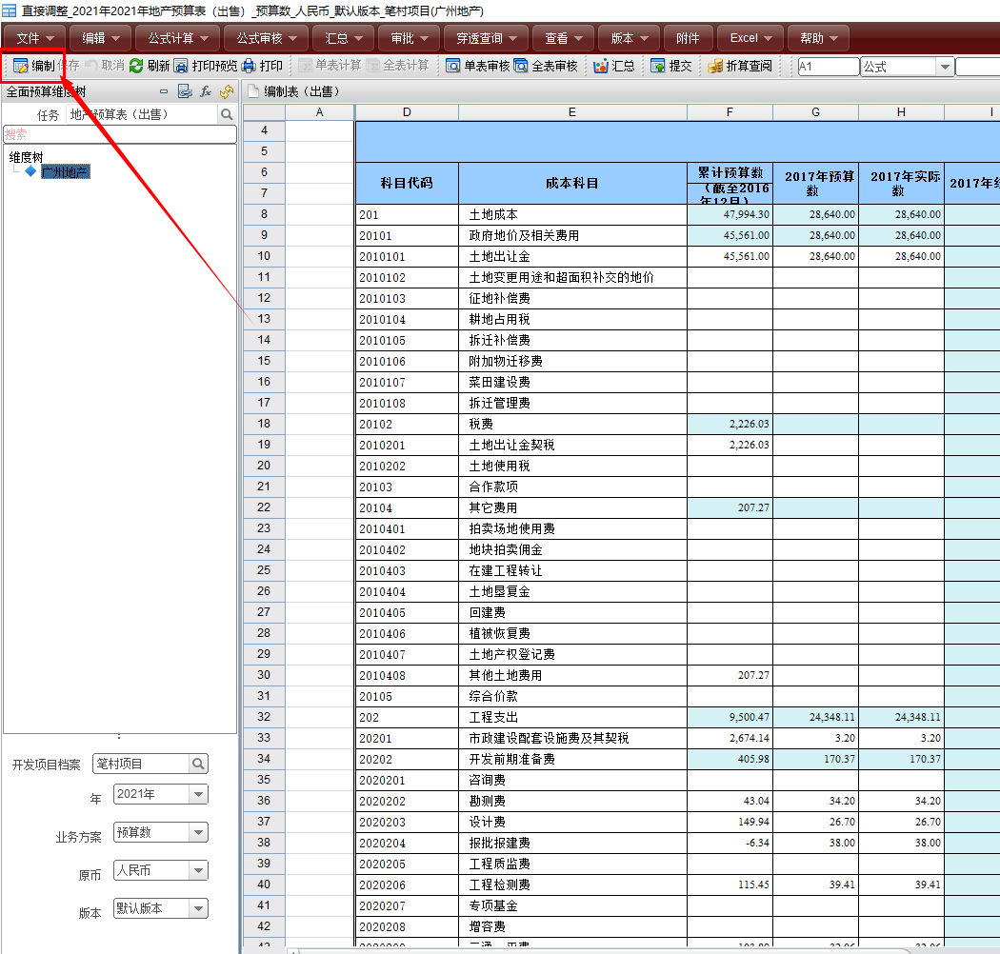 直接调整_2021年2021年地产预算表（出售）_预算数_人民币_默认版本_笔村项目(广州地产)
文件 编辑 公式计算 公式审核 汇总 审批 穿透查询 查看 版本 附件 Excel 帮助
编制 保存 取消 刷新 打印预览 打印 单表计算 全表计算 单表审核 全表审核 汇总 提交 折算查阅 A1 公式
全面预算维度树
编制表（出售）
任务 地产预算表（出售）
搜索
维度树
广州地产
开发项目档案 笔村项目
年 2021年
业务方案 预算数
原币 人民币
版本 默认版本
A D E F G H I
4
5
6 科目代码 成本科目 累计预算数 2017年预算数 2017年实际数
7 （截至2016年12月）
8 201 土地成本 47,994.30 28,640.00 28,640.00
9 20101 政府地价及相关费用 45,561.00 28,640.00 28,640.00
10 2010101 土地出让金 45,561.00 28,640.00 28,640.00
11 2010102 土地变更用途和超面积补交的地价
12 2010103 征地补偿费
13 2010104 耕地占用税
14 2010105 拆迁补偿费
15 2010106 附加物迁移费
16 2010107 菜田建设费
17 2010108 拆迁管理费
18 20102 税费 2,226.03
19 2010201 土地出让金契税 2,226.03
20 2010202 土地使用税
21 20103 合作款项
22 20104 其它费用 207.27
23 2010401 拍卖场地使用费
24 2010402 地块拍卖佣金
25 2010403 在建工程转让
26 2010404 土地垦复金
27 2010405 回建费
28 2010406 植被恢复费
29 2010407 土地产权登记费
30 2010408 其他土地费用 207.27
31 20105 综合价款
32 202 工程支出 9,500.47 24,348.11 24,348.11
33 20201 市政建设配套设施费及其契税 2,674.14 3.20 3.20
34 20202 开发前期准备费 405.98 170.37 170.37
35 2020201 咨询费
36 2020202 勘测费 43.04 34.20 34.20
37 2020203 设计费 149.94 26.70 26.70
38 2020204 报批报建费 -6.34 38.00 38.00
39 2020205 工程质监费
40 2020206 工程检测费 115.45 39.41 39.41
41 2020207 专项基金
42 2020208 增容费